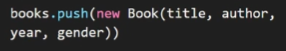 books.push(new Book(title, author,
year, gender))